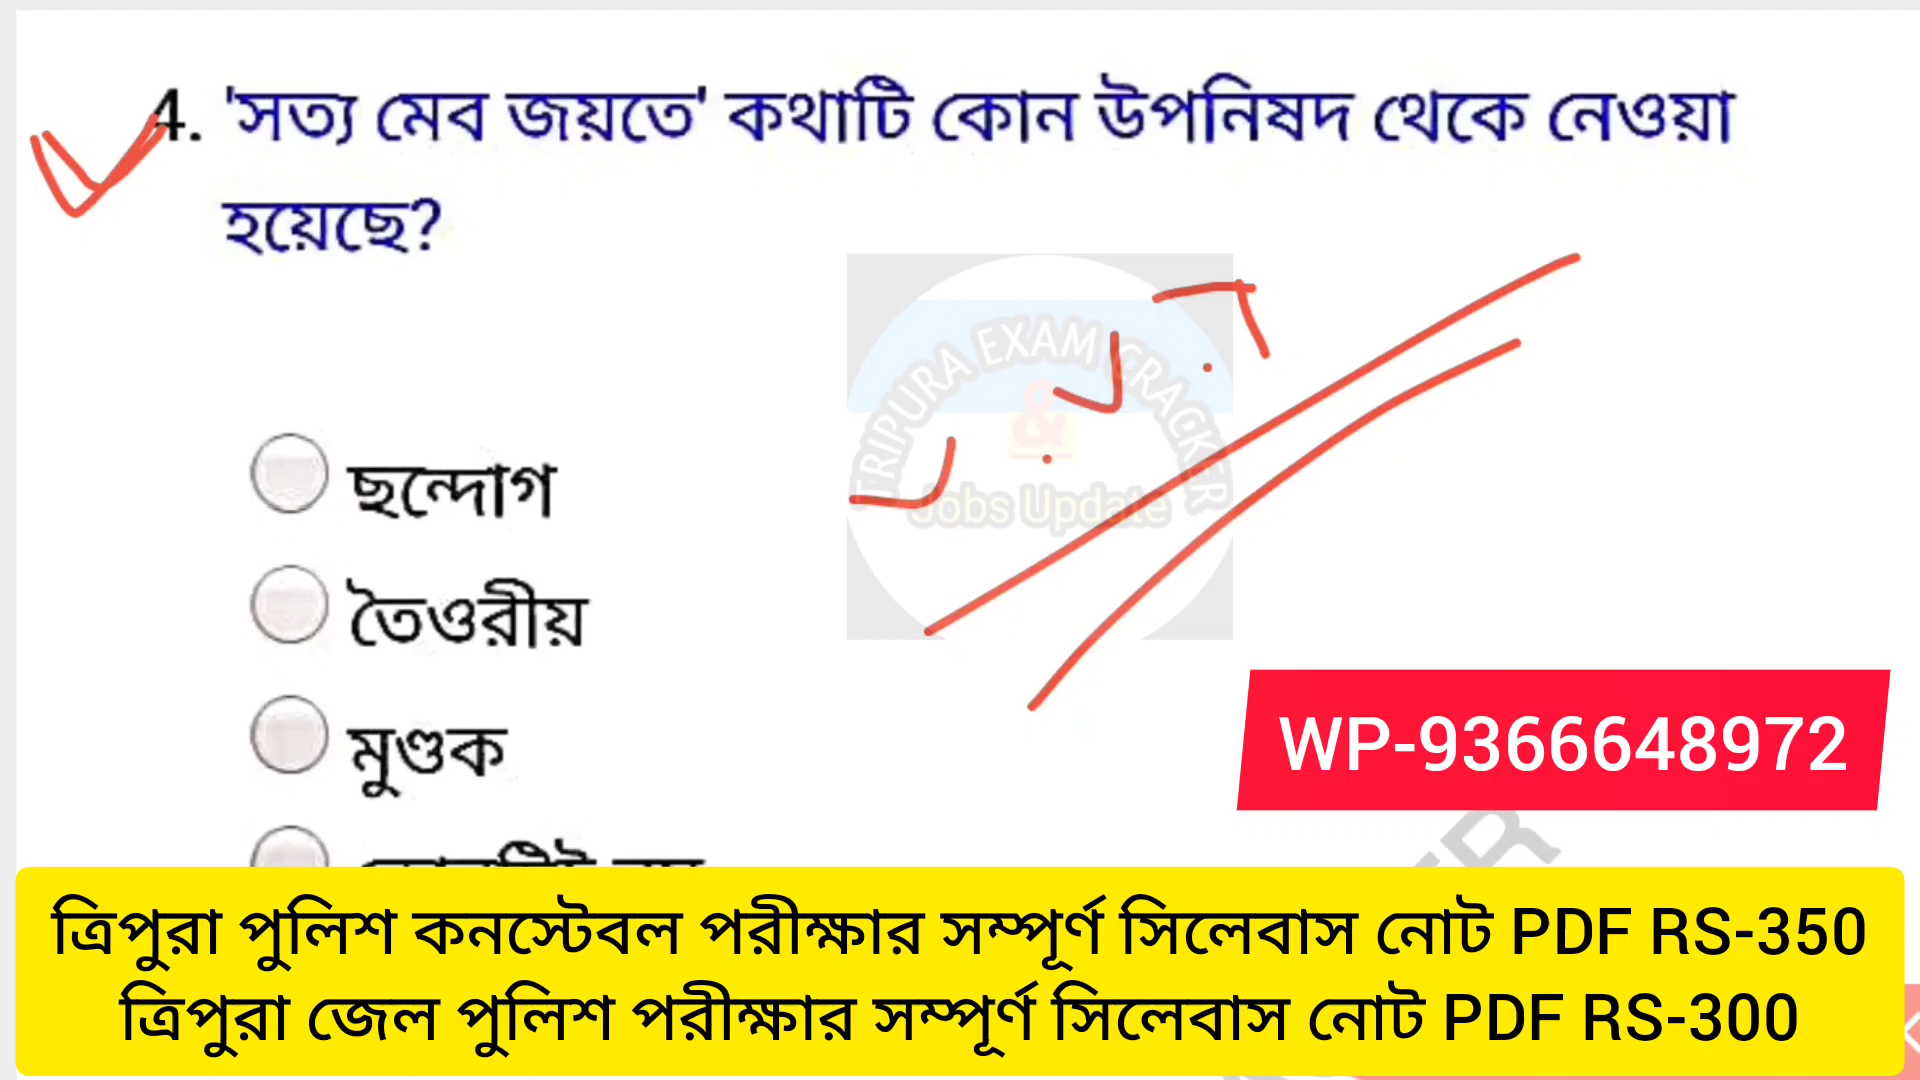 4. 'সত্য মেব জয়তে' কথাটি কোন উপনিষদ থেকে নেওয়া
হয়েছে?
TRIPURA EXAM CRACKER
&
Jobs Update
ছন্দোগ
তৈওরীয়
মুণ্ডক
WP-9366648972
ত্রিপুরা পুলিশ কনস্টেবল পরীক্ষার সম্পূর্ণ সিলেবাস নোট PDF RS-350
ত্রিপুরা জেল পুলিশ পরীক্ষার সম্পূর্ণ সিলেবাস নোট PDF RS-300